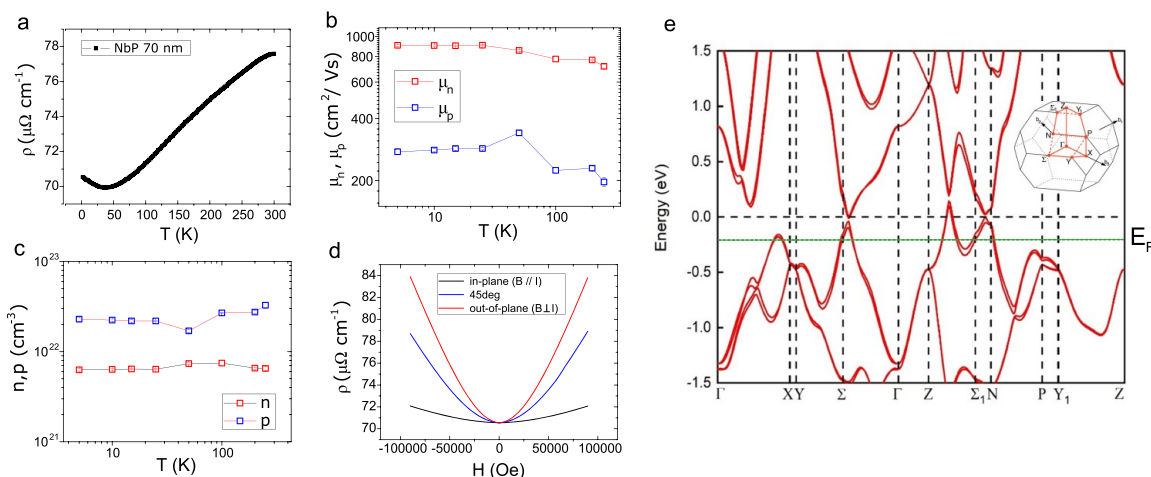 a
NbP 70 nm
ρ (μΩ cm⁻¹)
78
76
74
72
70
0
50
100
150
200
250
300
T (K)
b
μn, μp (cm²/ Vs)
1000
800
600
400
200
μn
μp
10
100
T (K)
c
n,p (cm⁻³)
10²³
10²²
10²¹
n
p
10
100
T (K)
d
ρ (μΩ cm⁻¹)
84
82
80
78
76
74
72
70
in-plane (B // I)
45deg
out-of-plane (B⊥I)
-100000
-50000
0
50000
100000
H (Oe)
e
Energy (eV)
1.5
1.0
0.5
0.0
-0.5
-1.0
-1.5
Γ
X
Y
Σ
Γ
Z
Σ₁
N
P
Y₁
Z
Z
N
P
Γ
Σ
Y
X